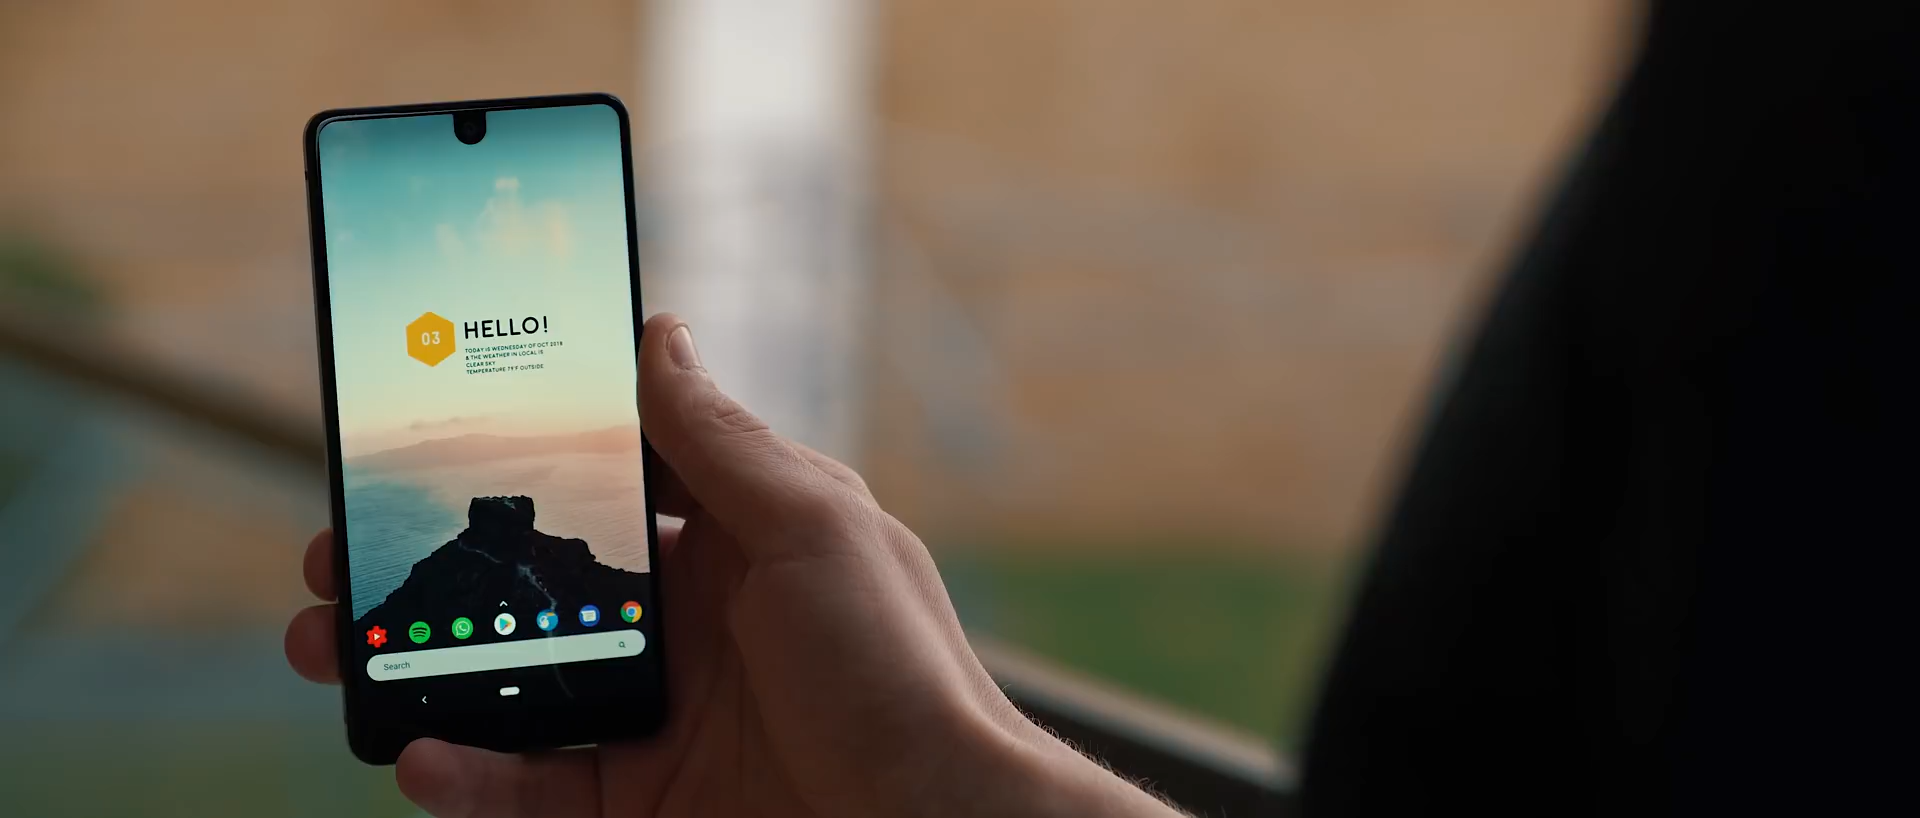 03
HELLO!
TODAY IS WEDNESDAY OF OCT 2018
& THE WEATHER IN LOCAL IS
CLEAR SKY
TEMPERATURE 79°F OUTSIDE
Search